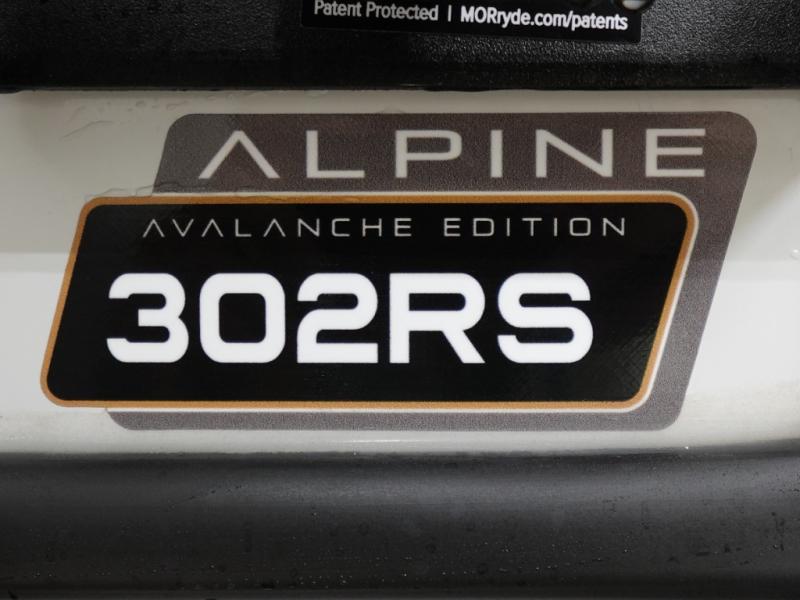 Patent Protected | MORryde.com/patents
ALPINE
AVALANCHE EDITION
302RS